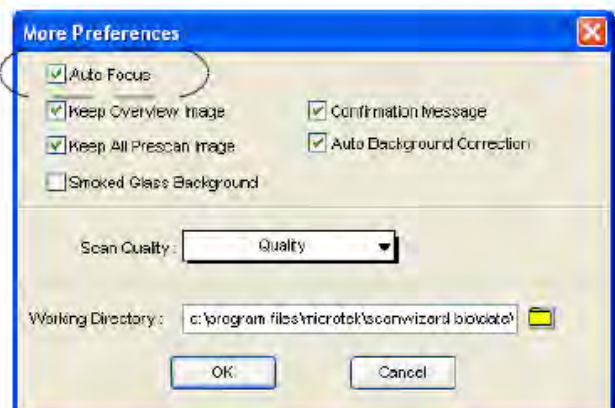 More Preferences
Auto Focus
Keep Overview Image
Confirmation Message
Keep All Prescan Image
Auto Background Correction
Smoked Glass Background
Scan Quality :
Quality
Working Directory :
c:\program files\microtek\scanwizard bio\data\
OK
Cancel